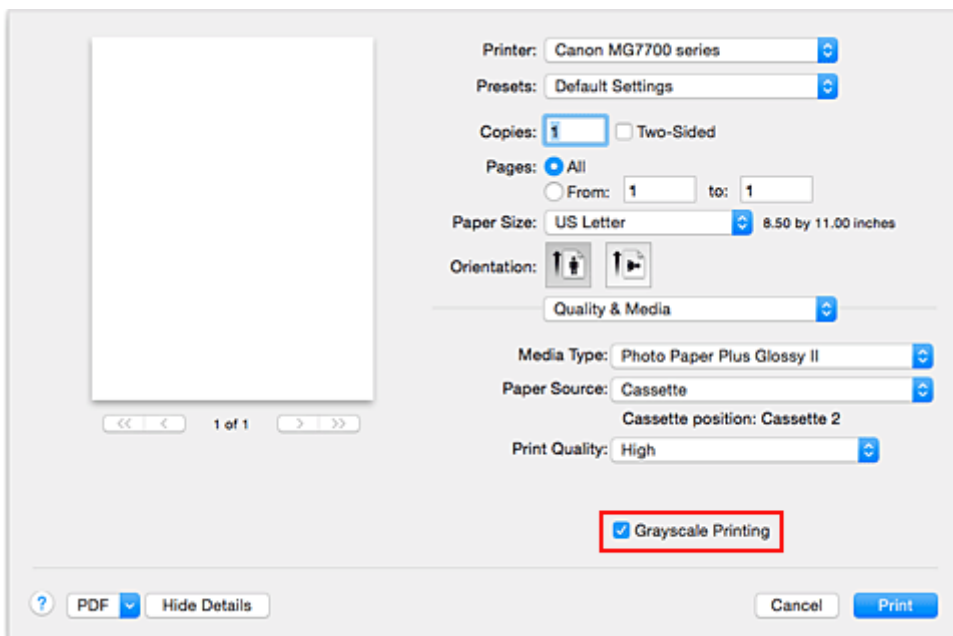 Printer: Canon MG7700 series
Presets: Default Settings
Copies: 1 Two-Sided
Pages: All
From: 1 to: 1
Paper Size: US Letter 8.50 by 11.00 inches
Orientation:
Quality & Media
Media Type: Photo Paper Plus Glossy II
Paper Source: Cassette
Cassette position: Cassette 2
Print Quality: High
Grayscale Printing
<< < 1 of 1 > >>
? PDF Hide Details Cancel Print